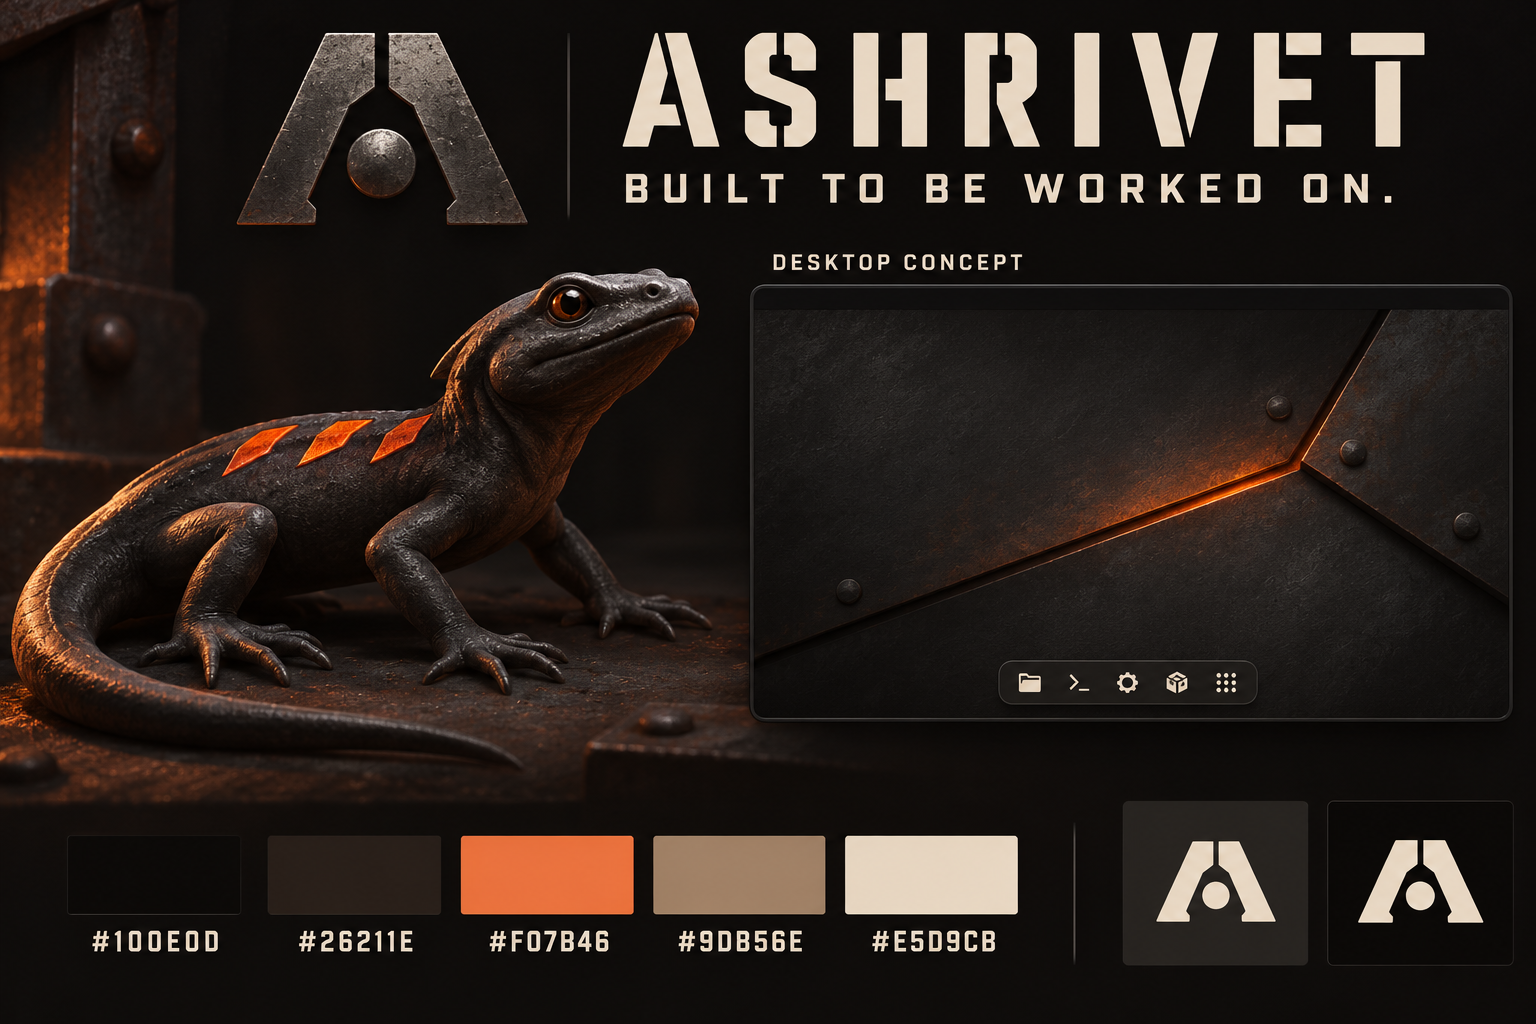 ASHRIVET
BUILT TO BE WORKED ON.
DESKTOP CONCEPT
#100E0D
#26211E
#F07B46
#9DB56E
#E5D9CB